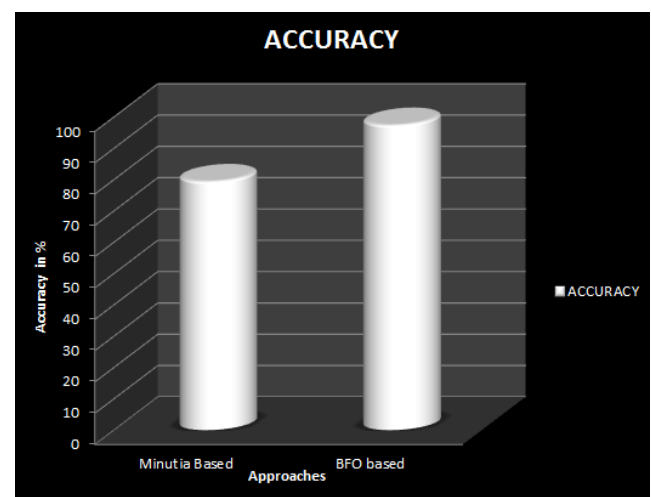 ACCURACY
100
90
80
70
60
50
40
30
20
10
0
Accuracy in %
Minutia Based
BFO based
Approaches
ACCURACY